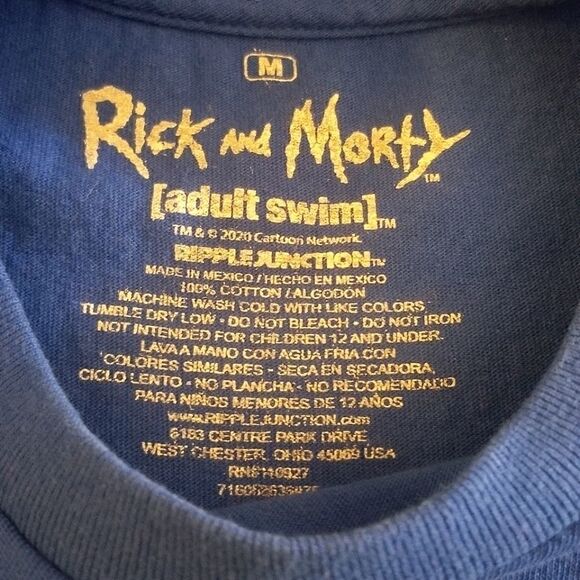 M
Rick and Morty™
[adult swim]™
TM & © 2020 Cartoon Network.
RIPPLE JUNCTION™
MADE IN MEXICO / HECHO EN MEXICO
100% COTTON / ALGODÓN
MACHINE WASH COLD WITH LIKE COLORS
TUMBLE DRY LOW • DO NOT BLEACH • DO NOT IRON
NOT INTENDED FOR CHILDREN 12 AND UNDER.
LAVA A MANO CON AGUA FRIA CON
COLORES SIMILARES - SECA EN SECADORA,
CICLO LENTO - NO PLANCHA - NO RECOMENDADO
PARA NIÑOS MENORES DE 12 AÑOS
www.RIPPLEJUNCTION.com
6183 CENTRE PARK DRIVE
WEST CHESTER, OHIO 45069 USA
RN#110927